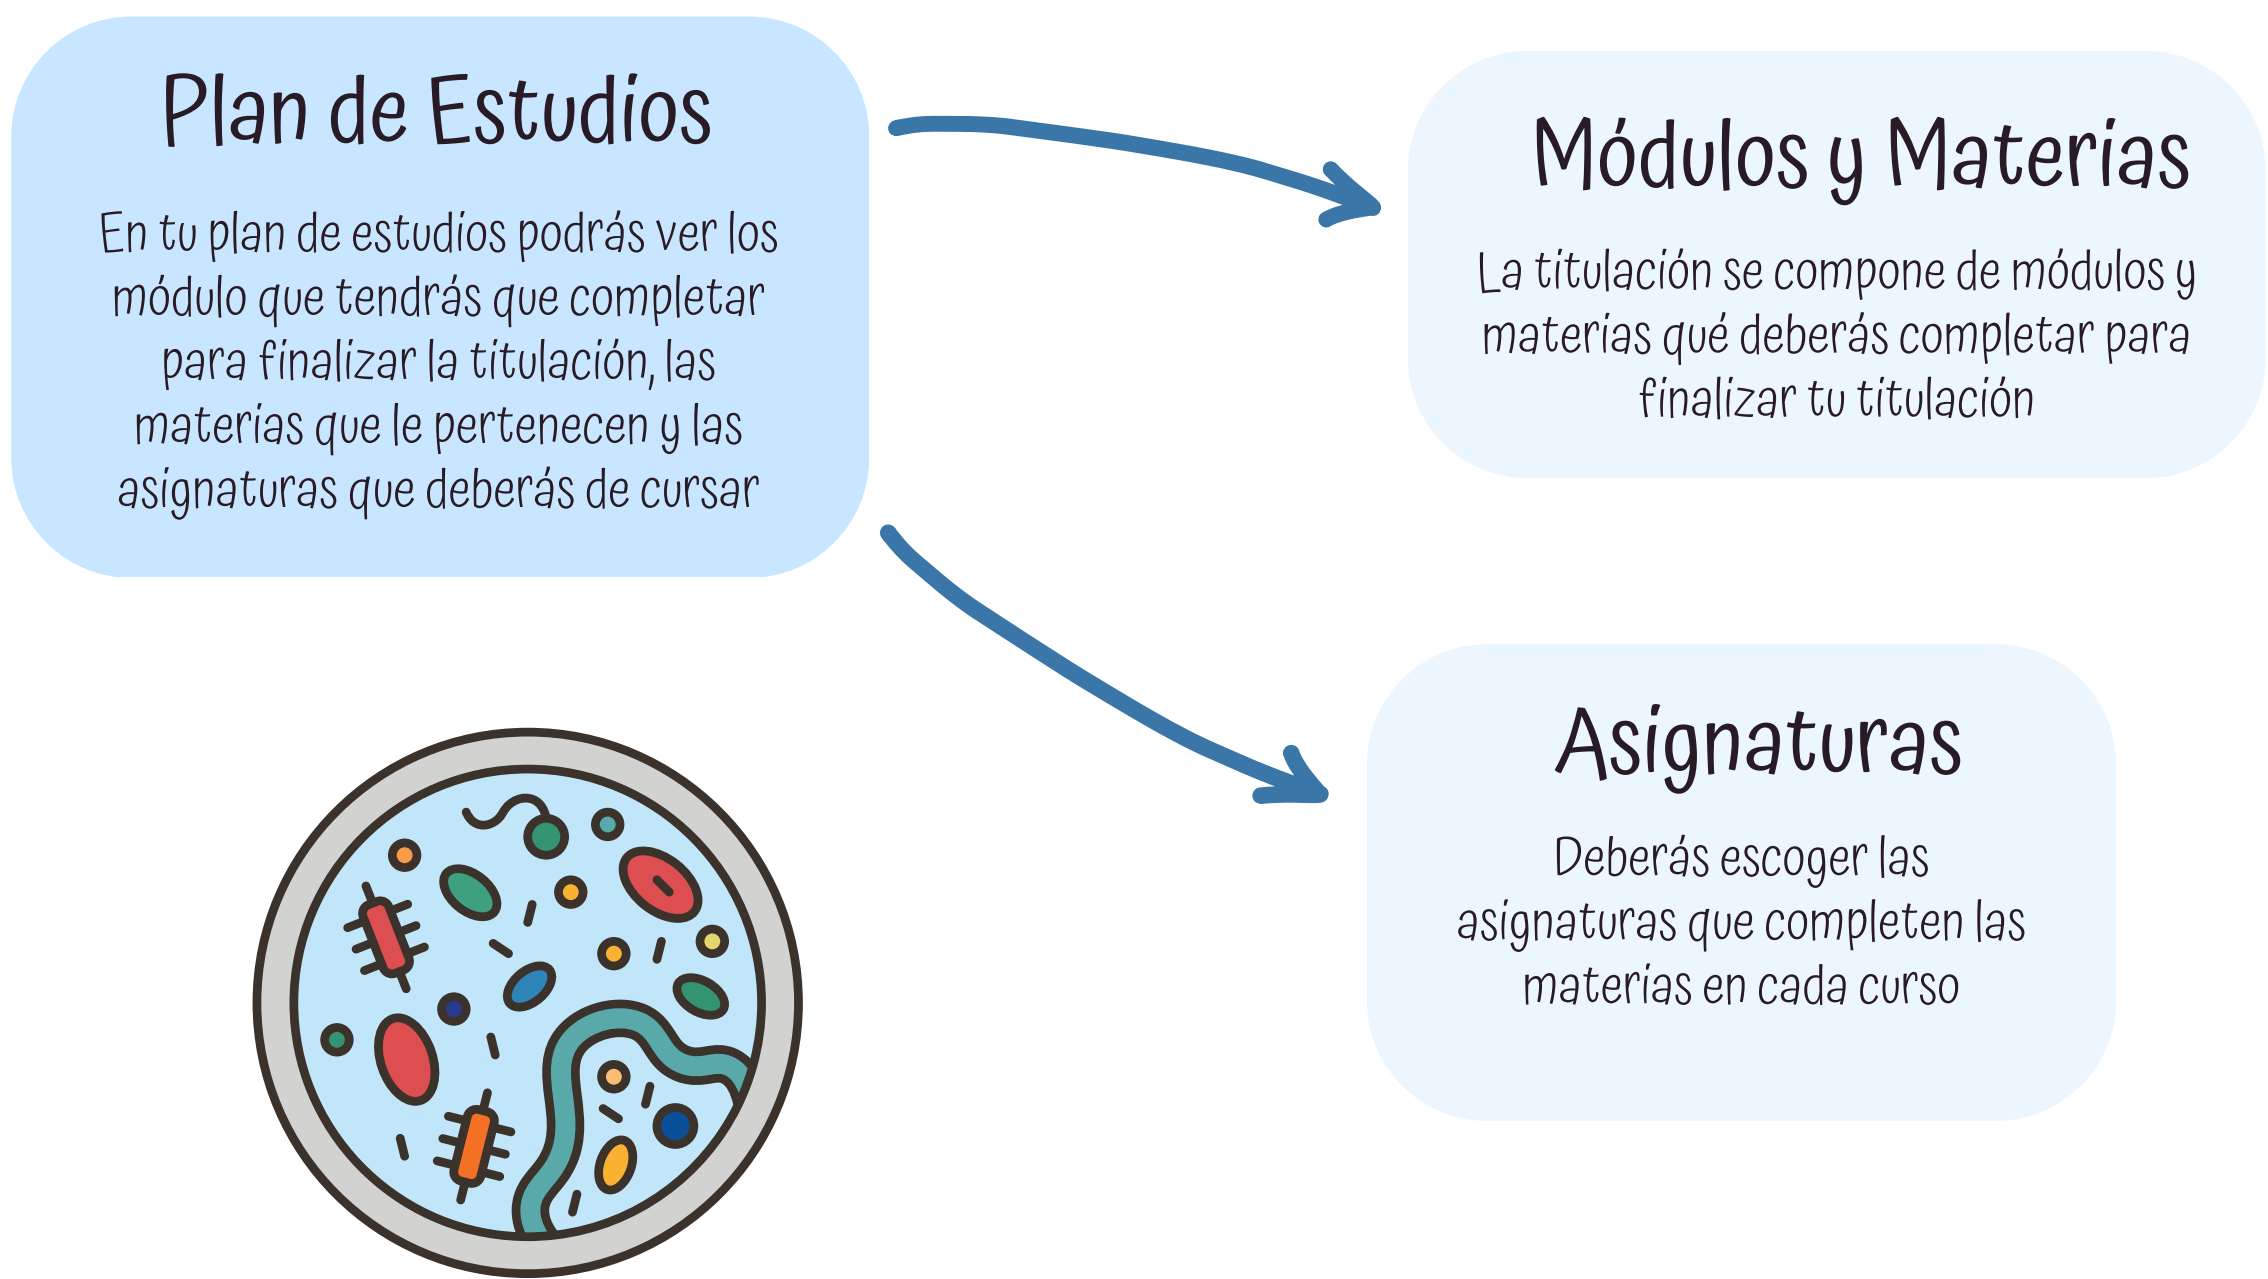 Plan de Estudios
En tu plan de estudios podrás ver los
módulo que tendrás que completar
para finalizar la titulación, las
materias que le pertenecen y las
asignaturas que deberás de cursar
Módulos y Materias
La titulación se compone de módulos y
materias qué deberás completar para
finalizar tu titulación
Asignaturas
Deberás escoger las
asignaturas que completen las
materias en cada curso